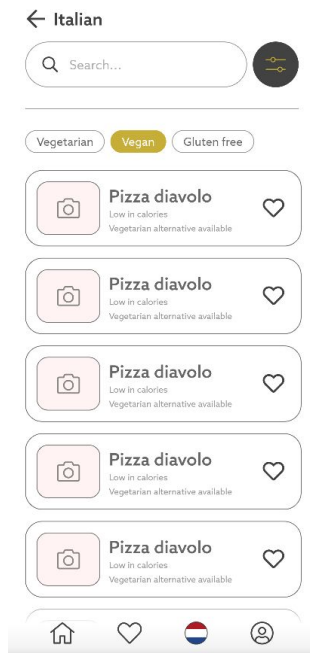 Italian
Search...
Vegetarian
Vegan
Gluten free
Pizza diavolo
Low in calories
Vegetarian alternative available
Pizza diavolo
Low in calories
Vegetarian alternative available
Pizza diavolo
Low in calories
Vegetarian alternative available
Pizza diavolo
Low in calories
Vegetarian alternative available
Pizza diavolo
Low in calories
Vegetarian alternative available